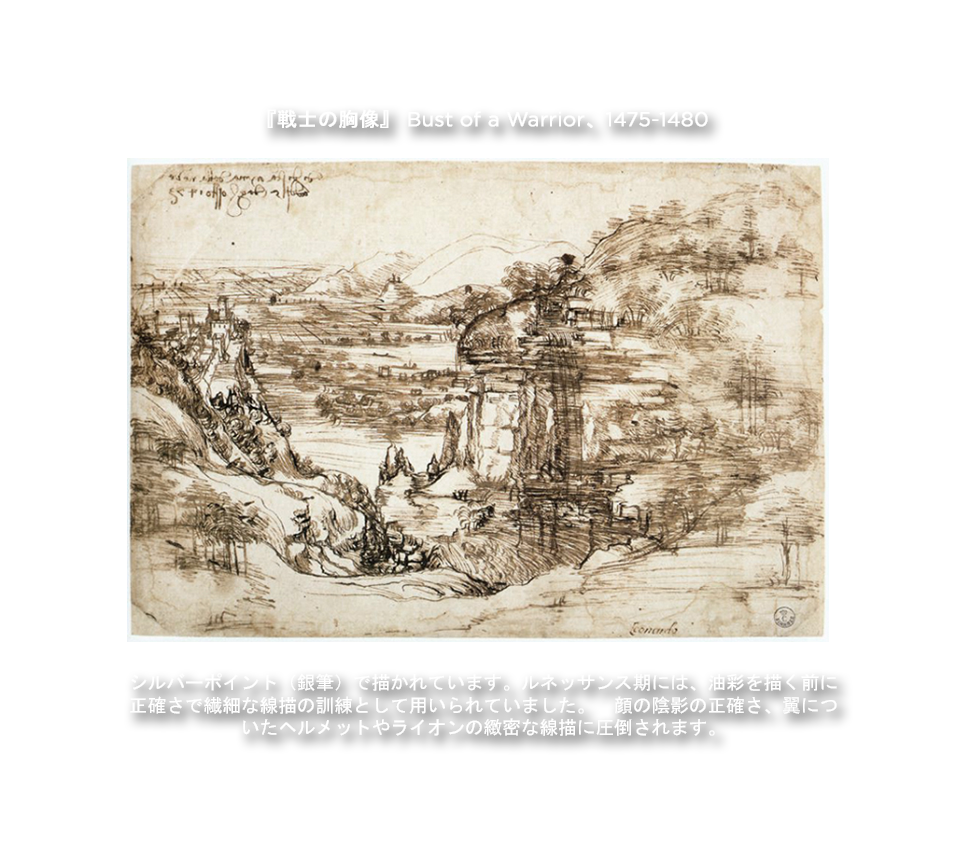 『戦士の胸像』 Bust of a Warrior、1475-1480
Leonardo
シルバーポイント（銀筆）で描かれています。ルネッサンス期には、油彩を描く前に
正確さで繊細な線描の訓練として用いられていました。　顔の陰影の正確さ、翼につ
いたヘルメットやライオンの緻密な線描に圧倒されます。